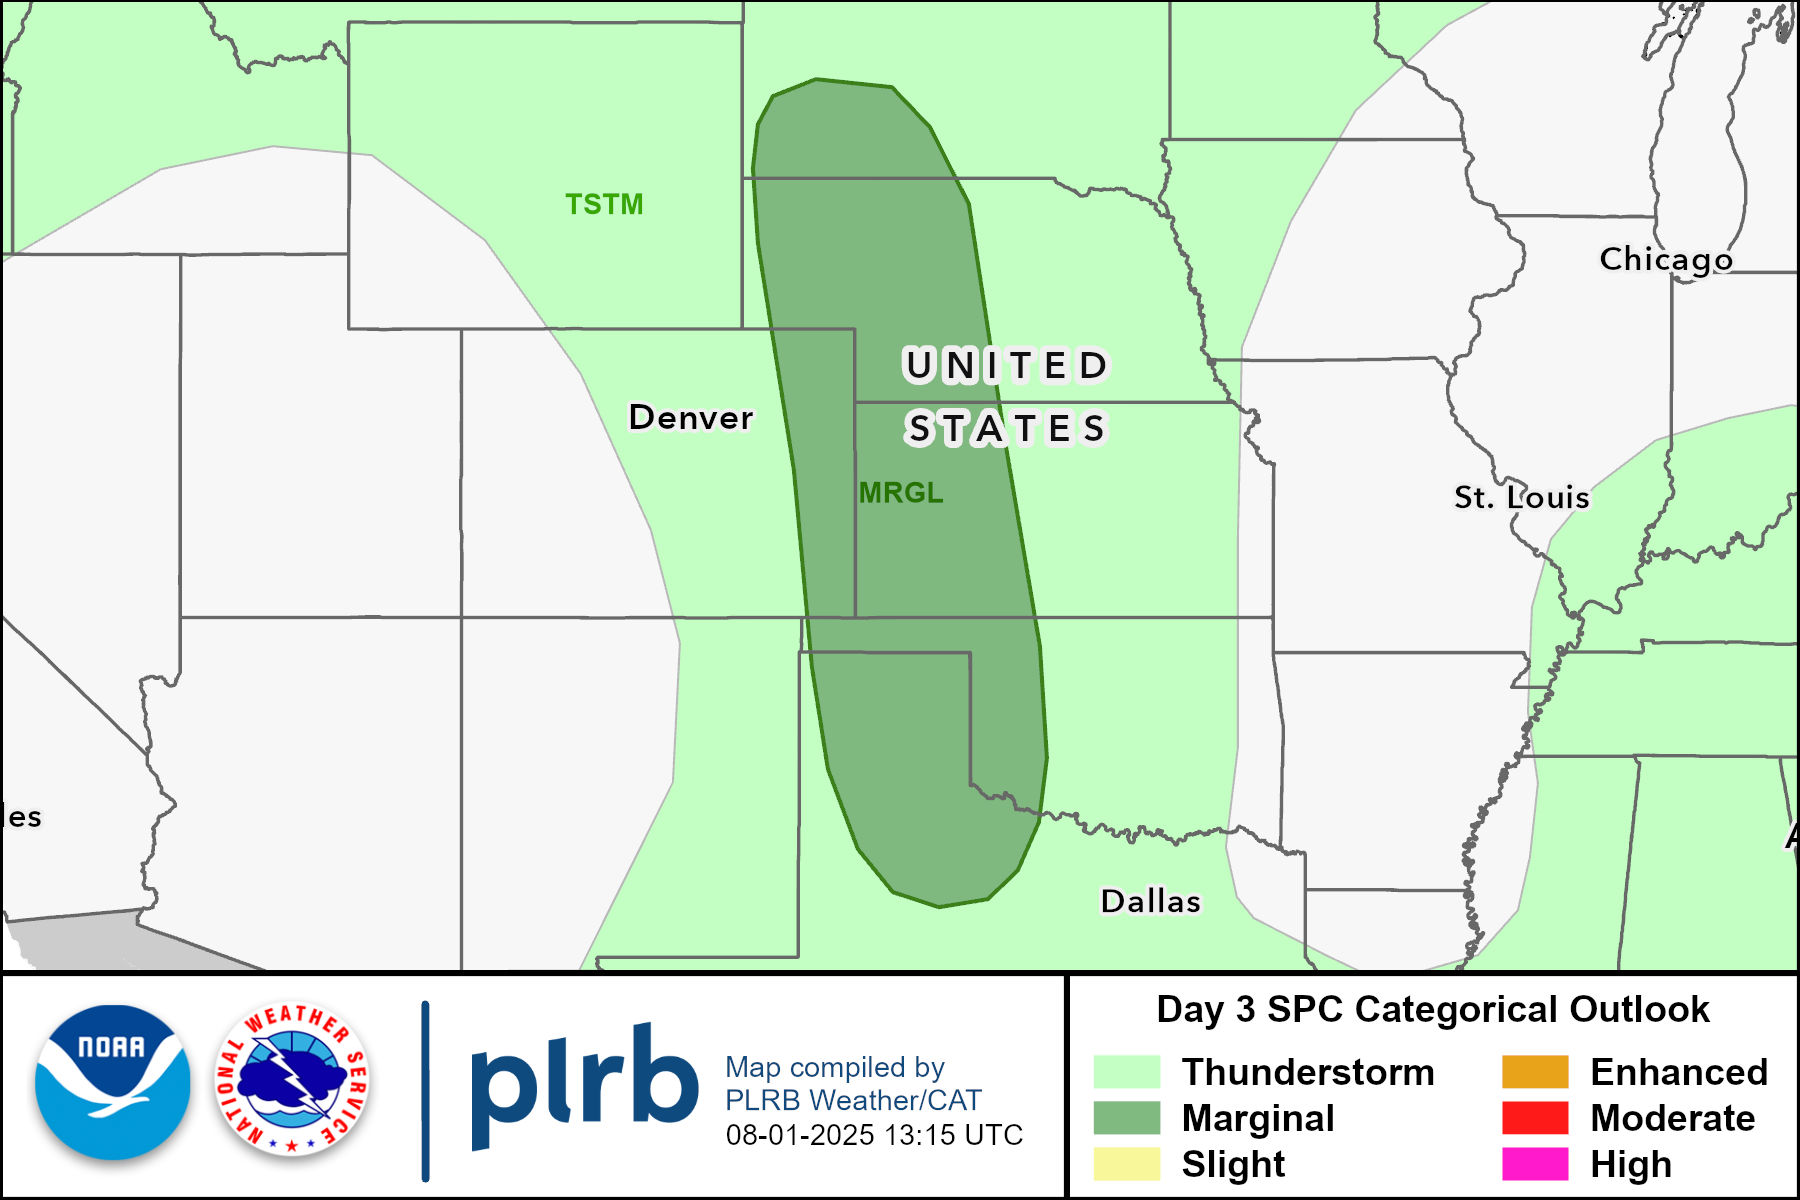 TSTM
Chicago
UNITED
STATES
Denver
MRGL
St. Louis
les
Dallas
A
NOAA
NATIONAL WEATHER SERVICE
plrb
Map compiled by
PLRB Weather/CAT
08-01-2025 13:15 UTC
Day 3 SPC Categorical Outlook
Thunderstorm
Marginal
Slight
Enhanced
Moderate
High